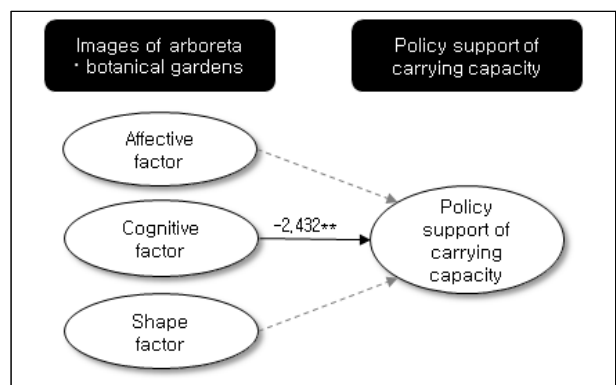 Images of arboreta
· botanical gardens
Policy support of
carrying capacity
Affective
factor
Cognitive
factor
-2,432**
Shape
factor
Policy
support of
carrying
capacity